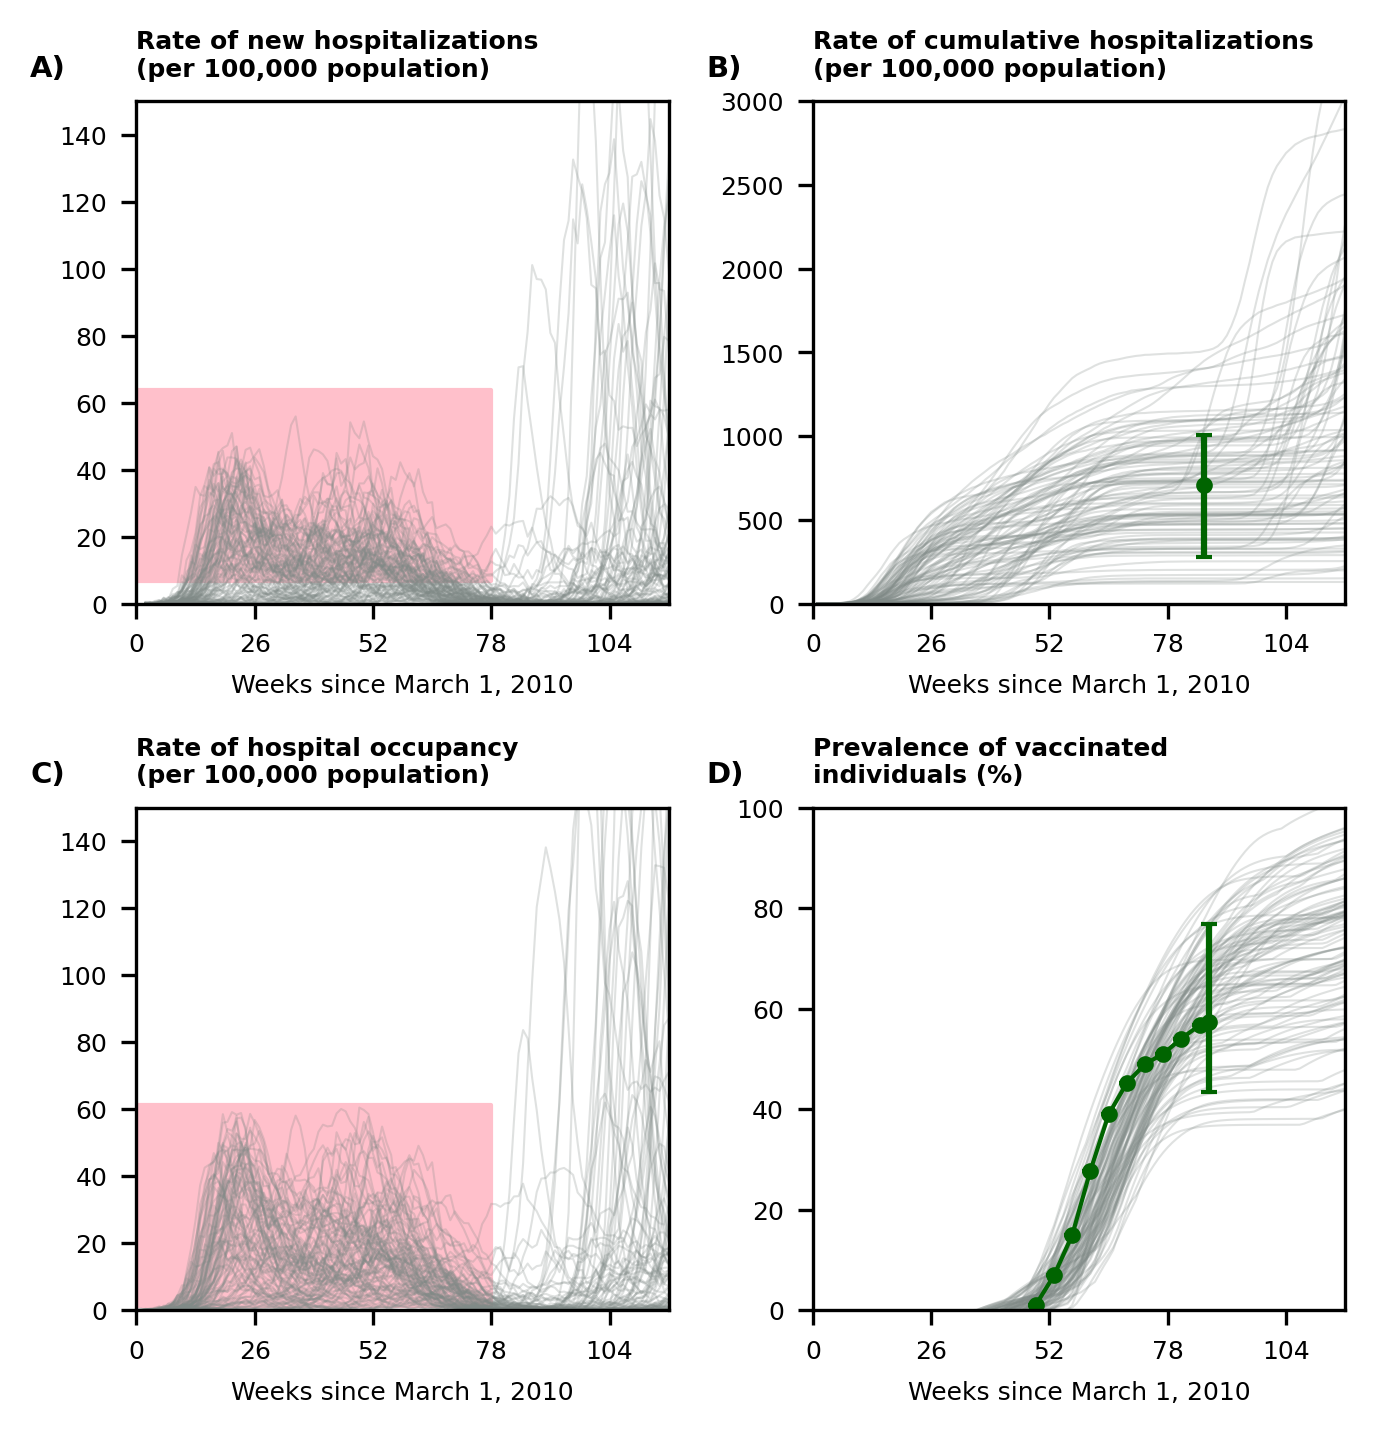 A)
Rate of new hospitalizations
(per 100,000 population)
140
120
100
80
60
40
20
0
0 26 52 78 104
Weeks since March 1, 2010
B)
Rate of cumulative hospitalizations
(per 100,000 population)
3000
2500
2000
1500
1000
500
0
0 26 52 78 104
Weeks since March 1, 2010
C)
Rate of hospital occupancy
(per 100,000 population)
140
120
100
80
60
40
20
0
0 26 52 78 104
Weeks since March 1, 2010
D)
Prevalence of vaccinated
individuals (%)
100
80
60
40
20
0
0 26 52 78 104
Weeks since March 1, 2010